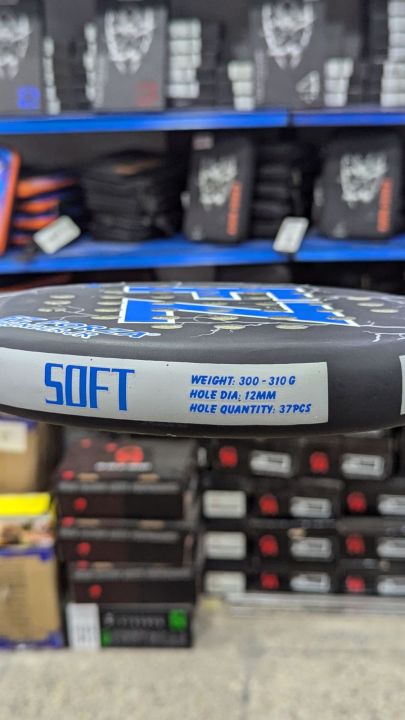 SOFT
WEIGHT: 300 - 310 G
HOLE DIA: 12MM
HOLE QUANTITY: 37PCS